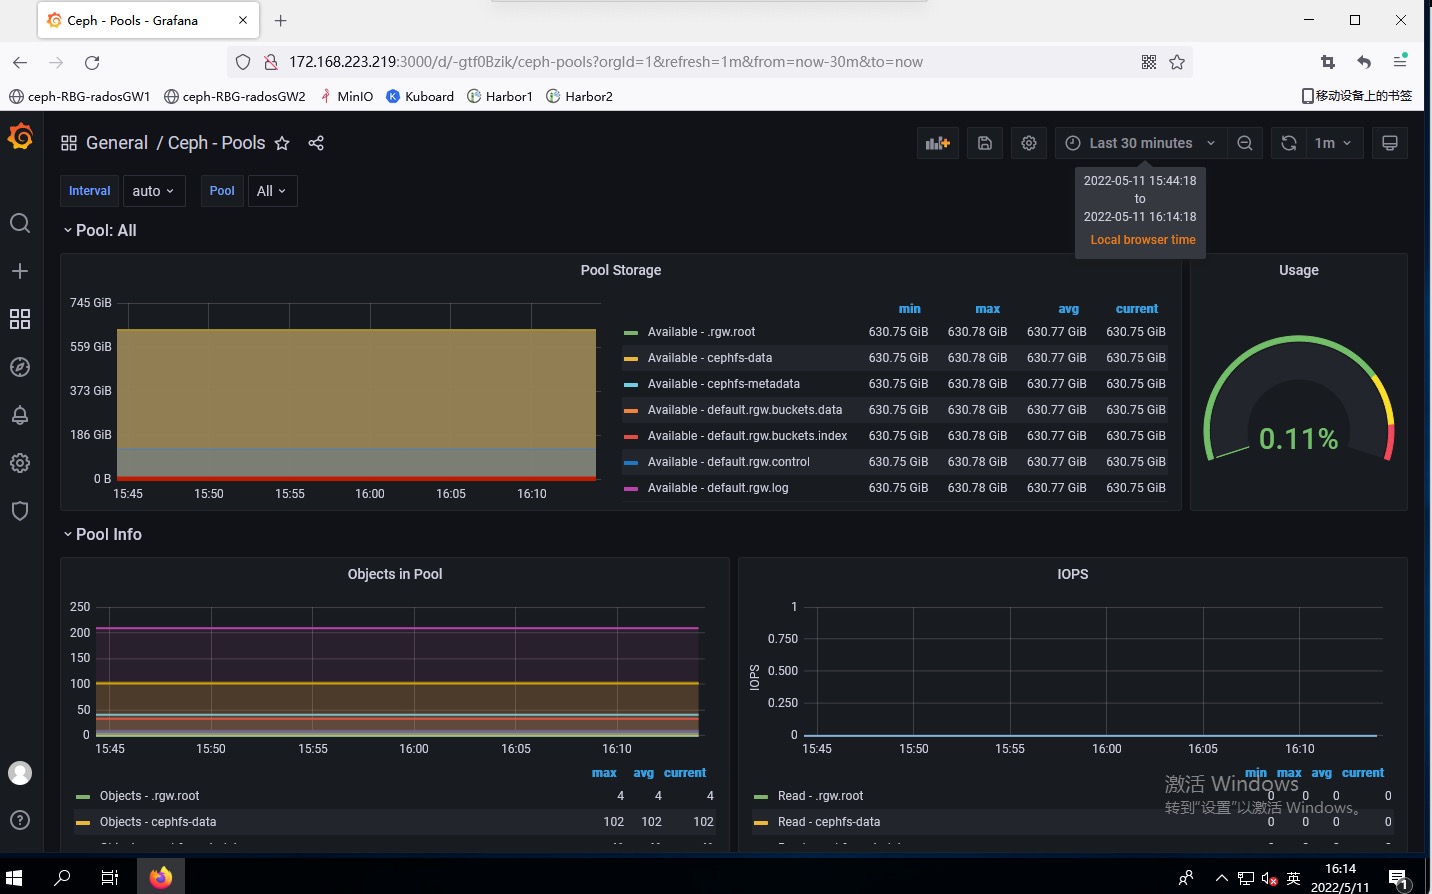 Ceph - Pools - Grafana
172.168.223.219:3000/d/-gtf0Bzik/ceph-pools?orgId=1&refresh=1m&from=now-30m&to=now
ceph-RBG-radosGW1 ceph-RBG-radosGW2 MinIO Kuboard Harbor1 Harbor2 移动设备上的书签
General / Ceph - Pools
Last 30 minutes 1m
Interval auto Pool All
2022-05-11 15:44:18
to
2022-05-11 16:14:18
Local browser time
Pool: All
Pool Storage
745 GiB
559 GiB
373 GiB
186 GiB
0 B
15:45 15:50 15:55 16:00 16:05 16:10
min max avg current
Available - .rgw.root 630.75 GiB 630.78 GiB 630.77 GiB 630.75 GiB
Available - cephfs-data 630.75 GiB 630.78 GiB 630.77 GiB 630.75 GiB
Available - cephfs-metadata 630.75 GiB 630.78 GiB 630.77 GiB 630.75 GiB
Available - default.rgw.buckets.data 630.75 GiB 630.78 GiB 630.77 GiB 630.75 GiB
Available - default.rgw.buckets.index 630.75 GiB 630.78 GiB 630.77 GiB 630.75 GiB
Available - default.rgw.control 630.75 GiB 630.78 GiB 630.77 GiB 630.75 GiB
Available - default.rgw.log 630.75 GiB 630.78 GiB 630.77 GiB 630.75 GiB
Usage
0.11%
Pool Info
Objects in Pool
250
200
150
100
50
0
15:45 15:50 15:55 16:00 16:05 16:10
max avg current
Objects - .rgw.root 4 4 4
Objects - cephfs-data 102 102 102
IOPS
IOPS
1
0.750
0.500
0.250
0
15:45 15:50 15:55 16:00 16:05 16:10
min max avg current
Read - .rgw.root 0 0 0 0
Read - cephfs-data 0 0 0 0
激活 Windows
转到"设置"以激活 Windows。
英
16:14
2022/5/11
1